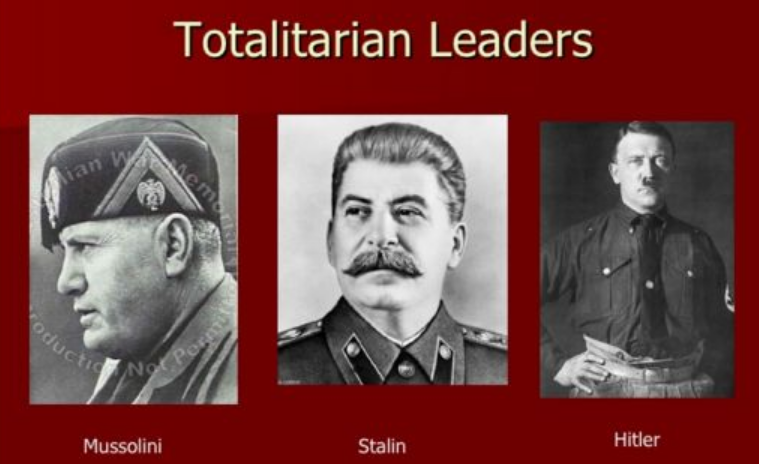 Totalitarian Leaders
Mussolini
Stalin
Hitler